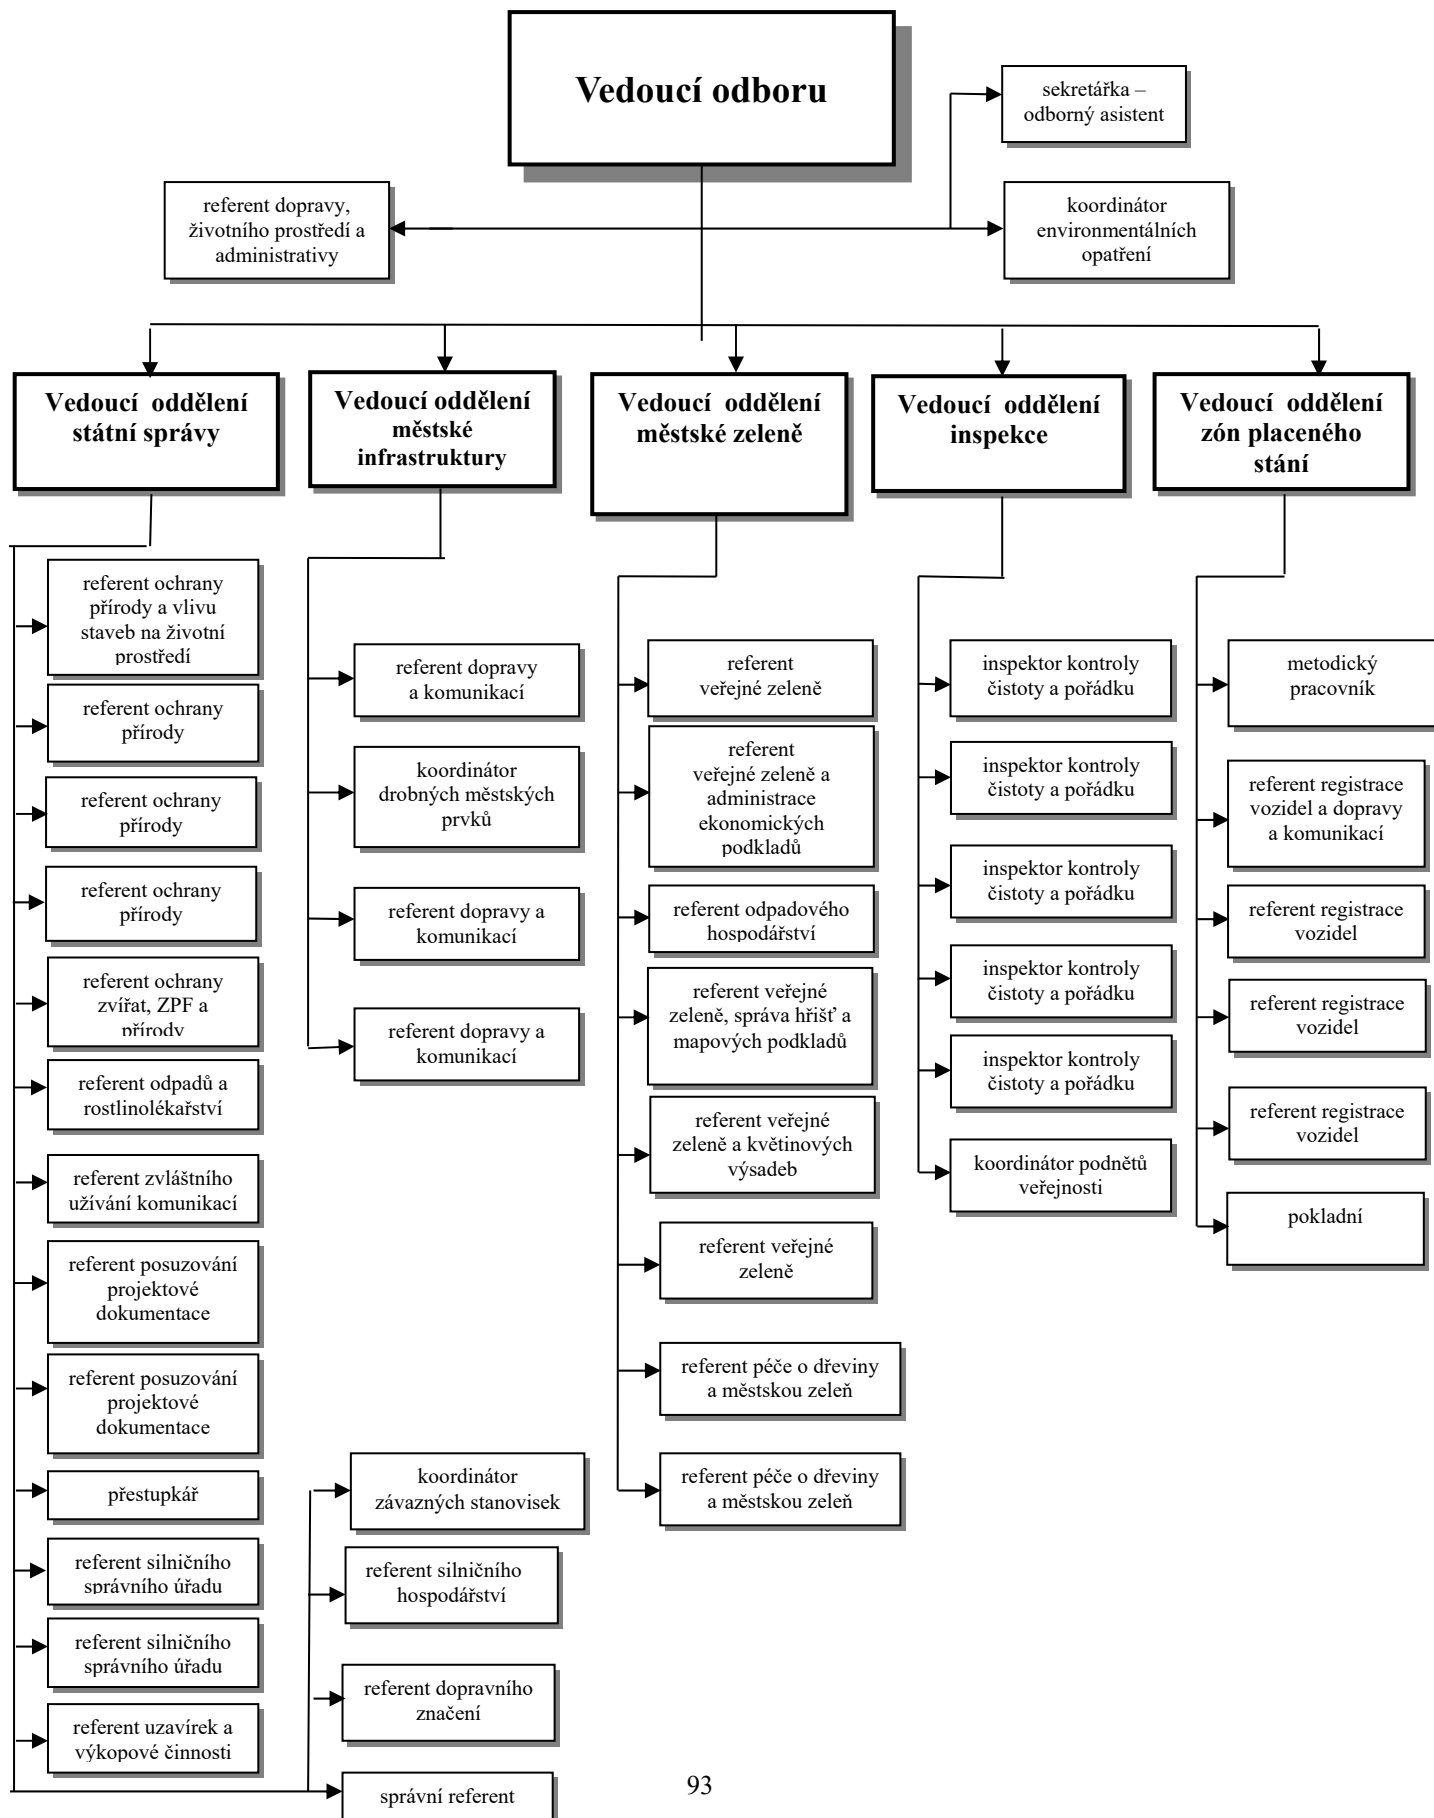 Vedoucí odboru
sekretářka –
odborný asistent
referent dopravy,
životního prostředí a
administrativy
koordinátor
environmentálních
opatření
Vedoucí  oddělení
státní správy
Vedoucí oddělení
městské
infrastruktury
Vedoucí  oddělení
městské zeleně
Vedoucí  oddělení
inspekce
Vedoucí  oddělení
zón placeného
stání
referent ochrany
přírody a vlivu
staveb na životní
prostředí
referent ochrany
přírody
referent ochrany
přírody
referent ochrany
přírody
referent ochrany
zvířat, ZPF a
přírody
referent odpadů a
rostlinolékařství
referent zvláštního
užívání komunikací
referent posuzování
projektové
dokumentace
referent posuzování
projektové
dokumentace
přestupkář
referent silničního
správního úřadu
referent silničního
správního úřadu
referent uzavírek a
výkopové činnosti
koordinátor
závazných stanovisek
referent silničního
hospodářství
referent dopravního
značení
správní referent
referent dopravy
a komunikací
koordinátor
drobných městských
prvků
referent dopravy a
komunikací
referent dopravy a
komunikací
referent
veřejné zeleně
referent
veřejné zeleně a
administrace
ekonomických
podkladů
referent odpadového
hospodářství
referent veřejné
zeleně, správa hřišť a
mapových podkladů
referent veřejné
zeleně a květinových
výsadeb
referent veřejné
zeleně
referent péče o dřeviny
a městskou zeleň
referent péče o dřeviny
a městskou zeleň
inspektor kontroly
čistoty a pořádku
inspektor kontroly
čistoty a pořádku
inspektor kontroly
čistoty a pořádku
inspektor kontroly
čistoty a pořádku
inspektor kontroly
čistoty a pořádku
koordinátor podnětů
veřejnosti
metodický
pracovník
referent registrace
vozidel a dopravy
a komunikací
referent registrace
vozidel
referent registrace
vozidel
referent registrace
vozidel
pokladní
93